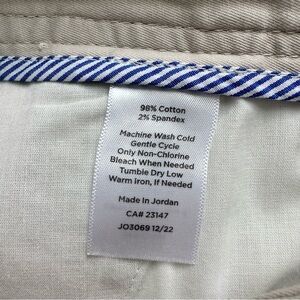 98% Cotton
2% Spandex
Machine Wash Cold
Gentle Cycle
Only Non-Chlorine
Bleach When Needed
Tumble Dry Low
Warm iron, If Needed
Made In Jordan
CA# 23147
JO3069 12/22